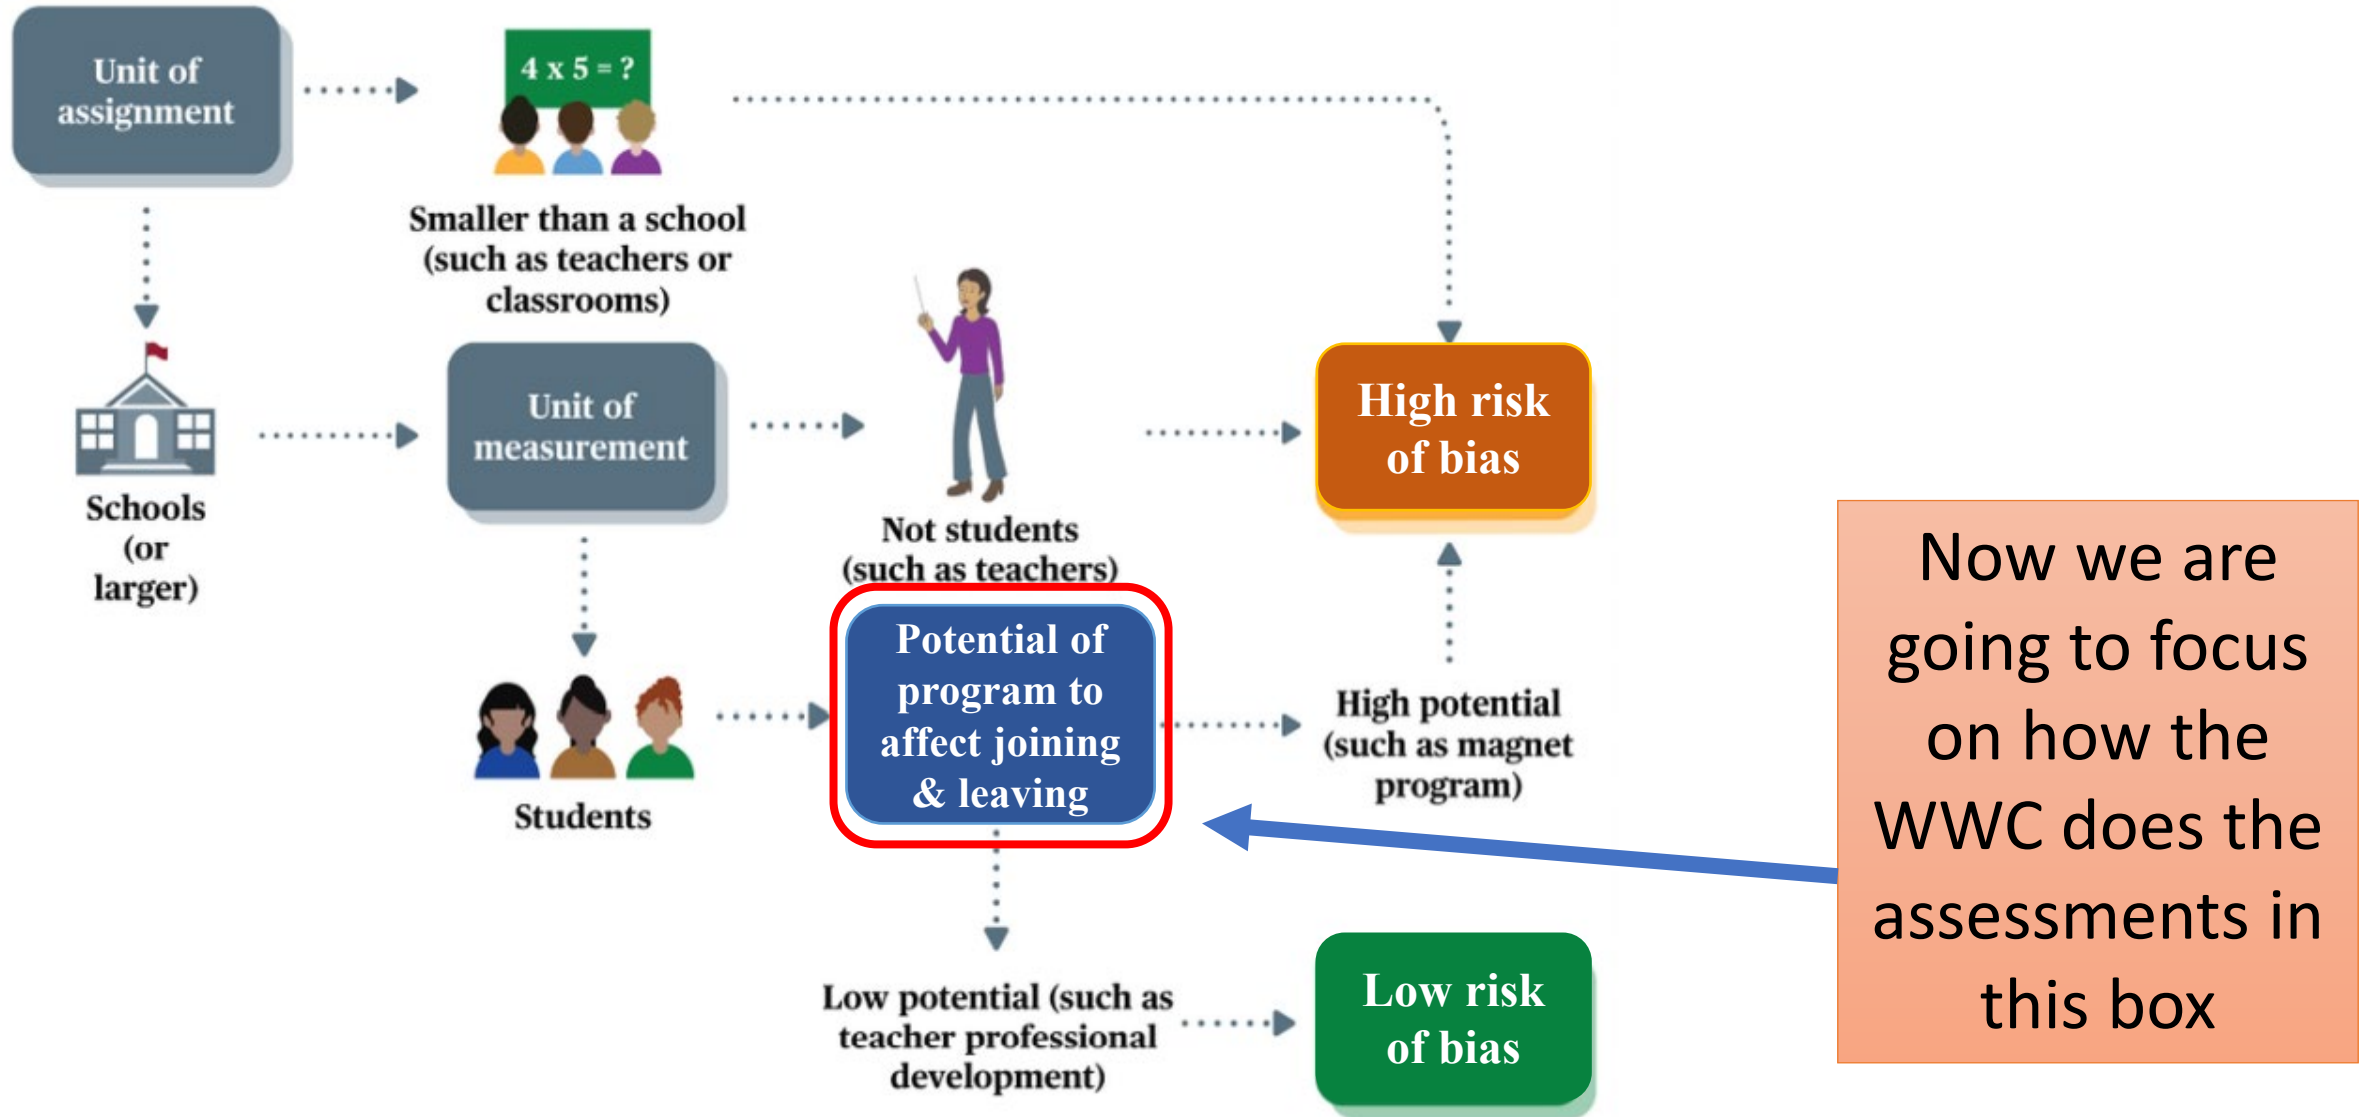 Unit of
assignment
4 x 5 = ?
Smaller than a school
(such as teachers or
classrooms)
Schools
(or
larger)
Unit of
measurement
Not students
(such as teachers)
High risk
of bias
Students
Potential of
program to
affect joining
& leaving
High potential
(such as magnet
program)
Low potential (such as
teacher professional
development)
Low risk
of bias
Now we are
going to focus
on how the
WWC does the
assessments in
this box